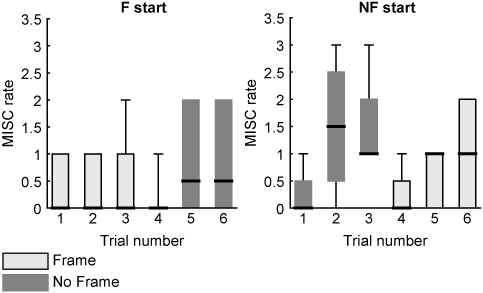 F start
MISC rate
3.5
3
2.5
2
1.5
1
0.5
0
1 2 3 4 5 6
Trial number
NF start
MISC rate
3.5
3
2.5
2
1.5
1
0.5
0
1 2 3 4 5 6
Trial number
Frame
No Frame